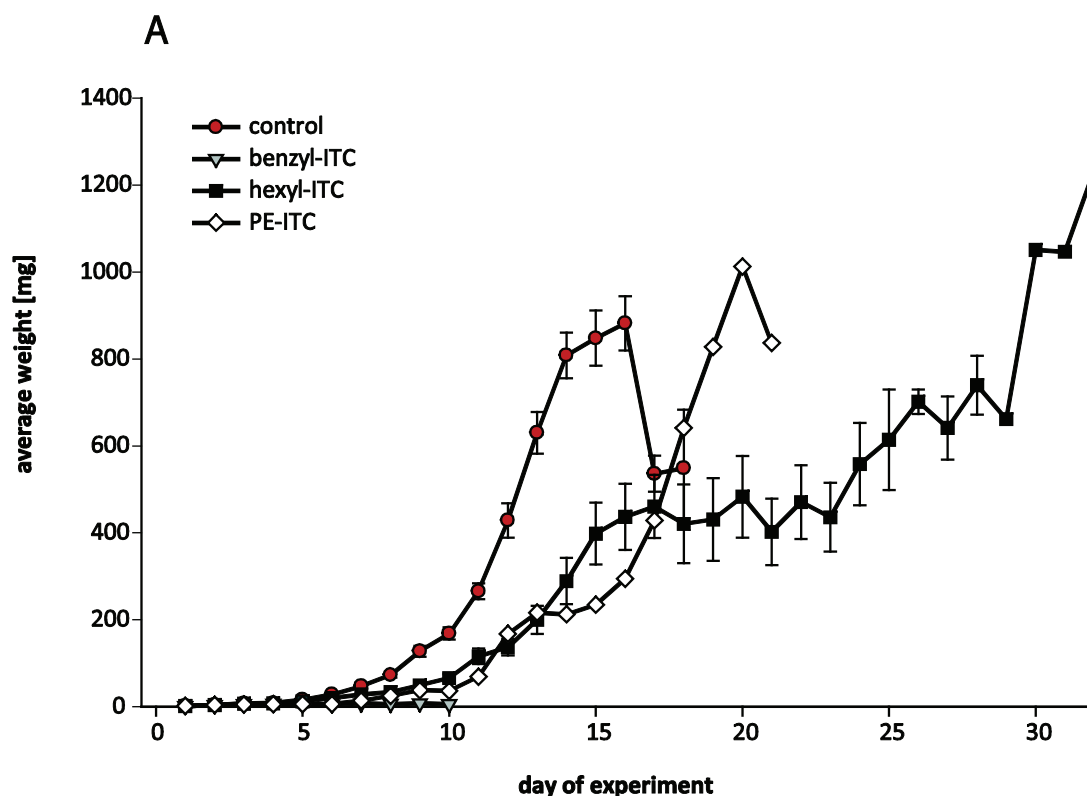 A
1400
1200
1000
800
600
400
200
0
average weight [mg]
control
benzyl-ITC
hexyl-ITC
PE-ITC
0 5 10 15 20 25 30
day of experiment